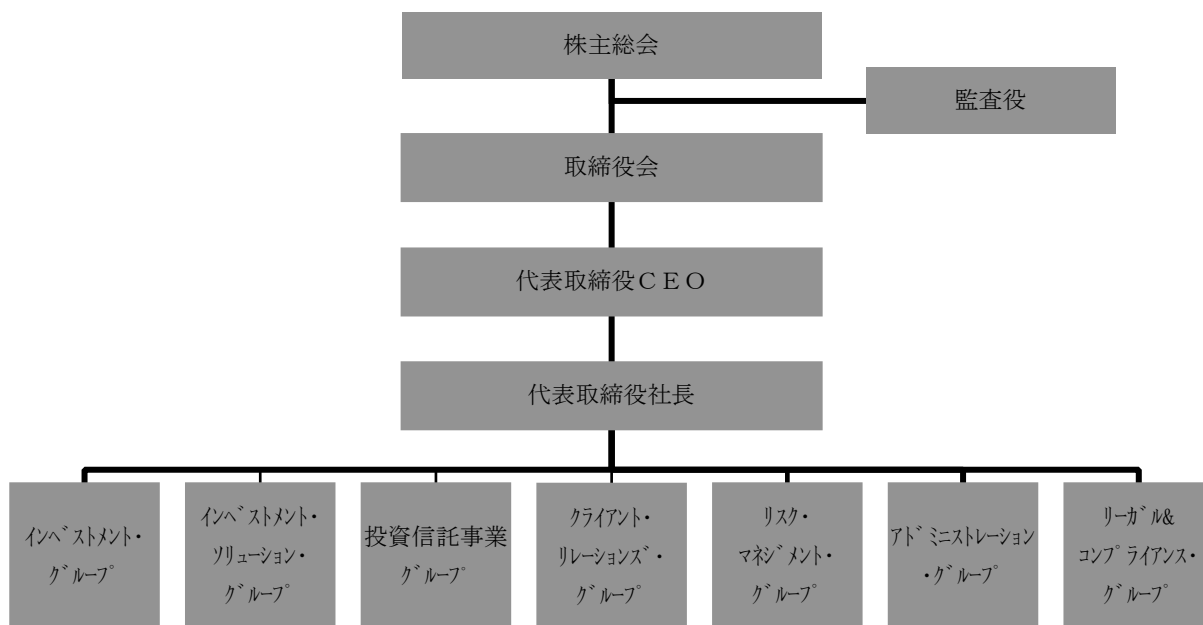 株主総会
監査役
取締役会
代表取締役ＣＥＯ
代表取締役社長
ｲﾝﾍﾞｽﾄﾒﾝﾄ・
ｸﾞﾙｰﾌﾟ
ｲﾝﾍﾞｽﾄﾒﾝﾄ・
ｿﾘｭｰｼｮﾝ・
ｸﾞﾙｰﾌﾟ
投資信託事業
ｸﾞﾙｰﾌﾟ
ｸﾗｲｱﾝﾄ・
ﾘﾚｰｼｮﾝｽﾞ・
ｸﾞﾙｰﾌﾟ
ﾘｽｸ・
ﾏﾈｼﾞﾒﾝﾄ・
ｸﾞﾙｰﾌﾟ
ｱﾄﾞﾐﾆｽﾄﾚｰｼｮﾝ
・ｸﾞﾙｰﾌﾟ
ﾘｰｶﾞﾙ&
ｺﾝﾌﾟﾗｲｱﾝｽ・
ｸﾞﾙｰﾌﾟ